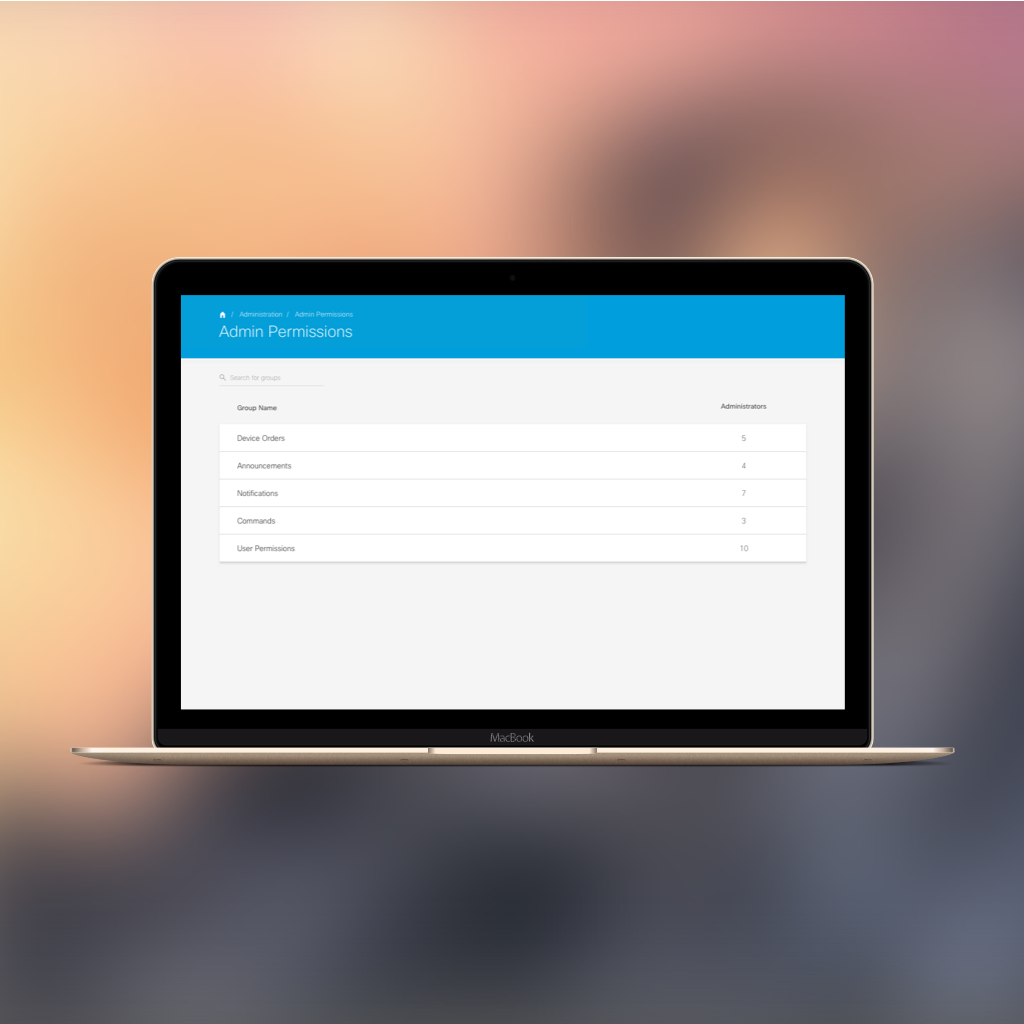 / Administration / Admin Permissions
Admin Permissions
Search for groups
Group Name Administrators
Device Orders 5
Announcements 4
Notifications 7
Commands 3
User Permissions 10
MacBook